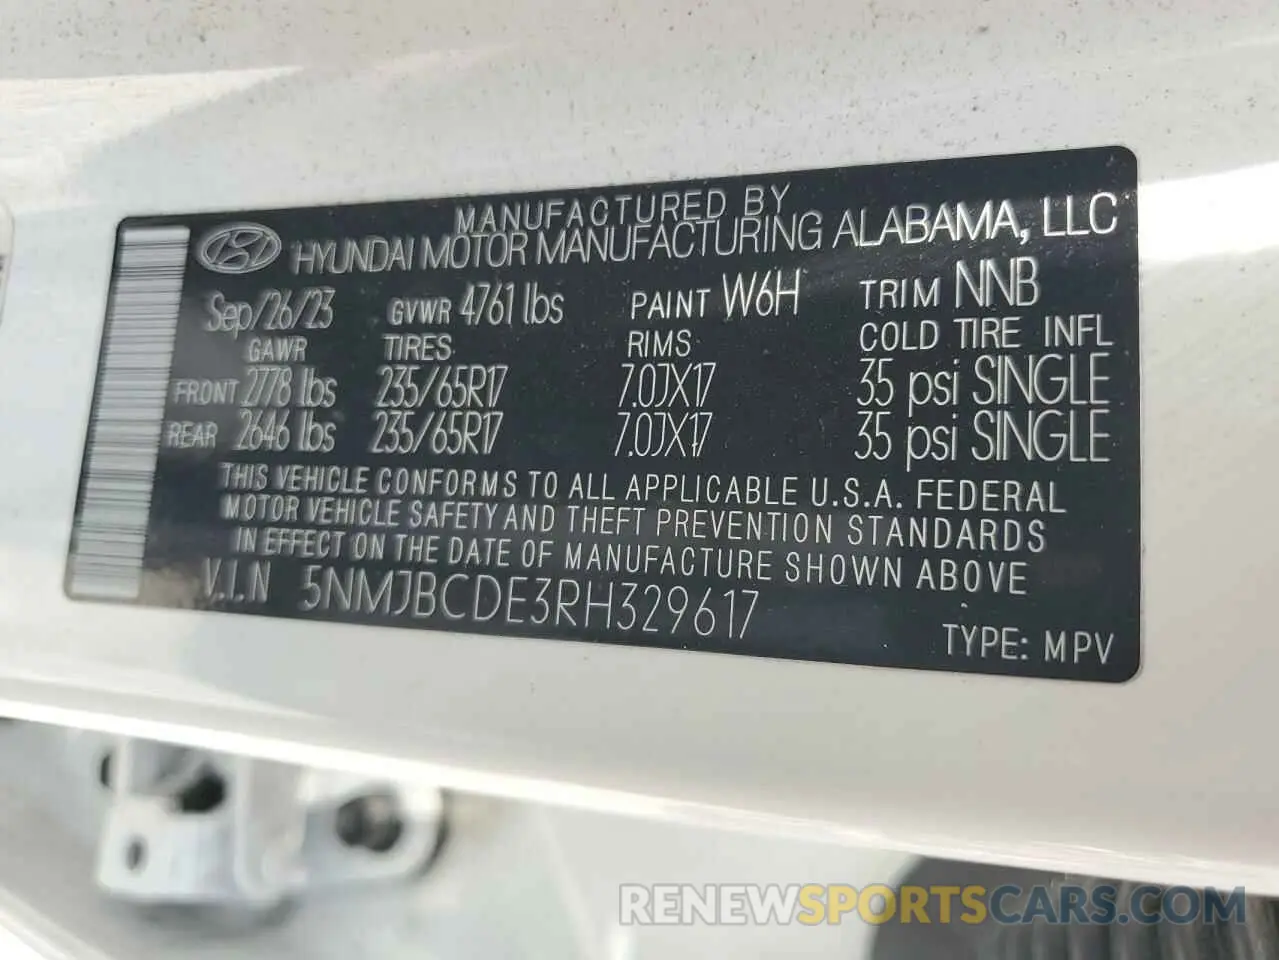 MANUFACTURED BY
HYUNDAI MOTOR MANUFACTURING ALABAMA, LLC
Sep/26/23 GVWR 4761 lbs PAINT W6H TRIM NNB
GAWR TIRES RIMS COLD TIRE INFL
FRONT 2778 lbs 235/65R17 7.0JX17 35 psi SINGLE
REAR 2646 lbs 235/65R17 7.0JX17 35 psi SINGLE
THIS VEHICLE CONFORMS TO ALL APPLICABLE U.S.A. FEDERAL
MOTOR VEHICLE SAFETY AND THEFT PREVENTION STANDARDS
IN EFFECT ON THE DATE OF MANUFACTURE SHOWN ABOVE
V.I.N 5NMJBCDE3RH329617
TYPE: MPV
RENEWSPORTSCARS.COM